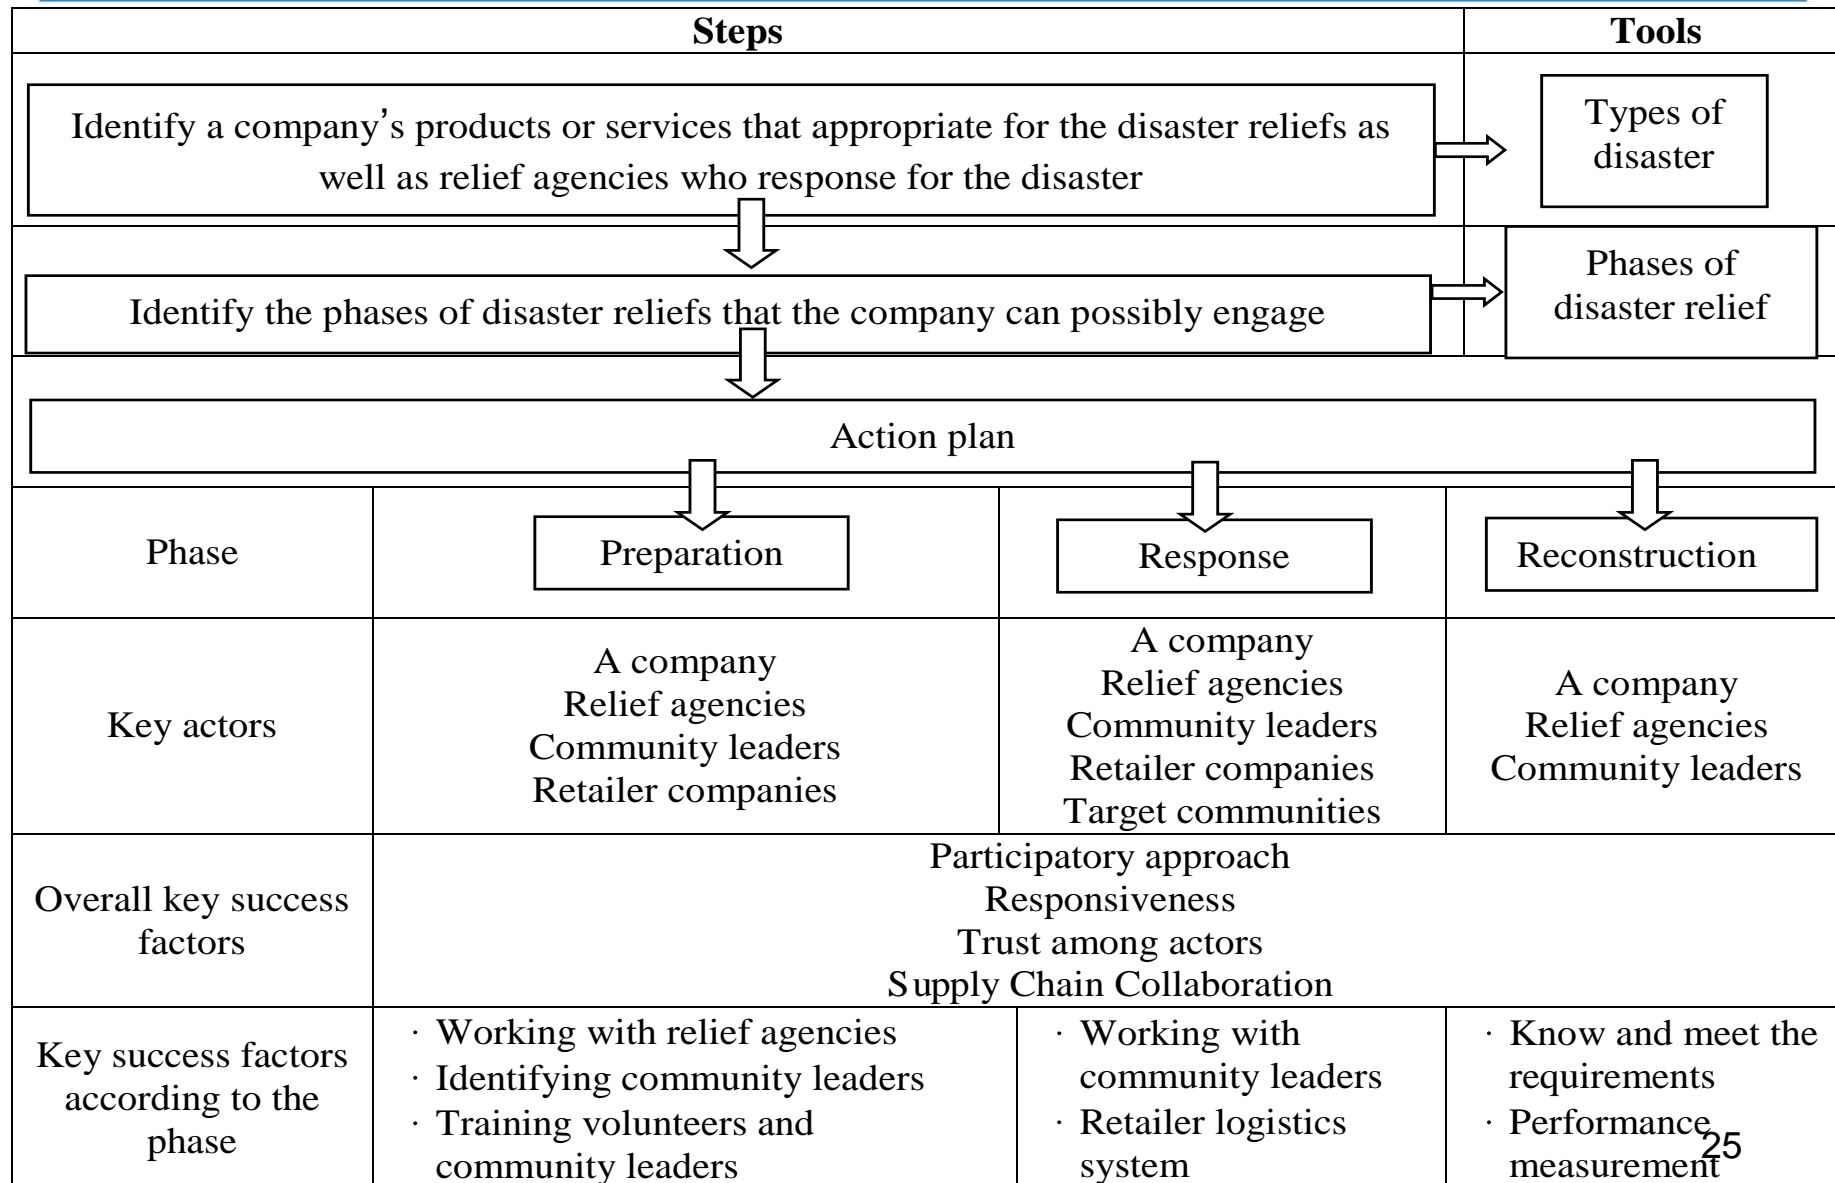 Steps
Tools
Identify a company's products or services that appropriate for the disaster reliefs as
well as relief agencies who response for the disaster
Types of
disaster
Identify the phases of disaster reliefs that the company can possibly engage
Phases of
disaster relief
Action plan
Phase
Preparation
Response
Reconstruction
Key actors
A company
Relief agencies
Community leaders
Retailer companies
A company
Relief agencies
Community leaders
Retailer companies
Target communities
A company
Relief agencies
Community leaders
Overall key success
factors
Participatory approach
Responsiveness
Trust among actors
Supply Chain Collaboration
Key success factors
according to the
phase
· Working with relief agencies
· Identifying community leaders
· Training volunteers and
community leaders
· Working with
community leaders
· Retailer logistics
system
· Know and meet the
requirements
· Performance
measurement
25